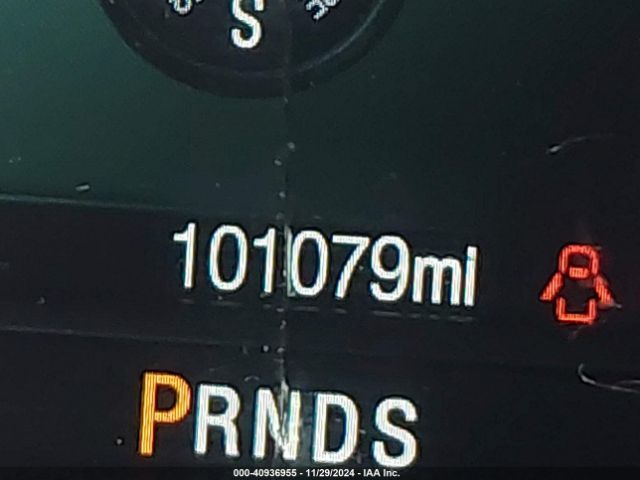 S
101079mi
PRNDS
000-40936955 - 11/29/2024 - IAA Inc.